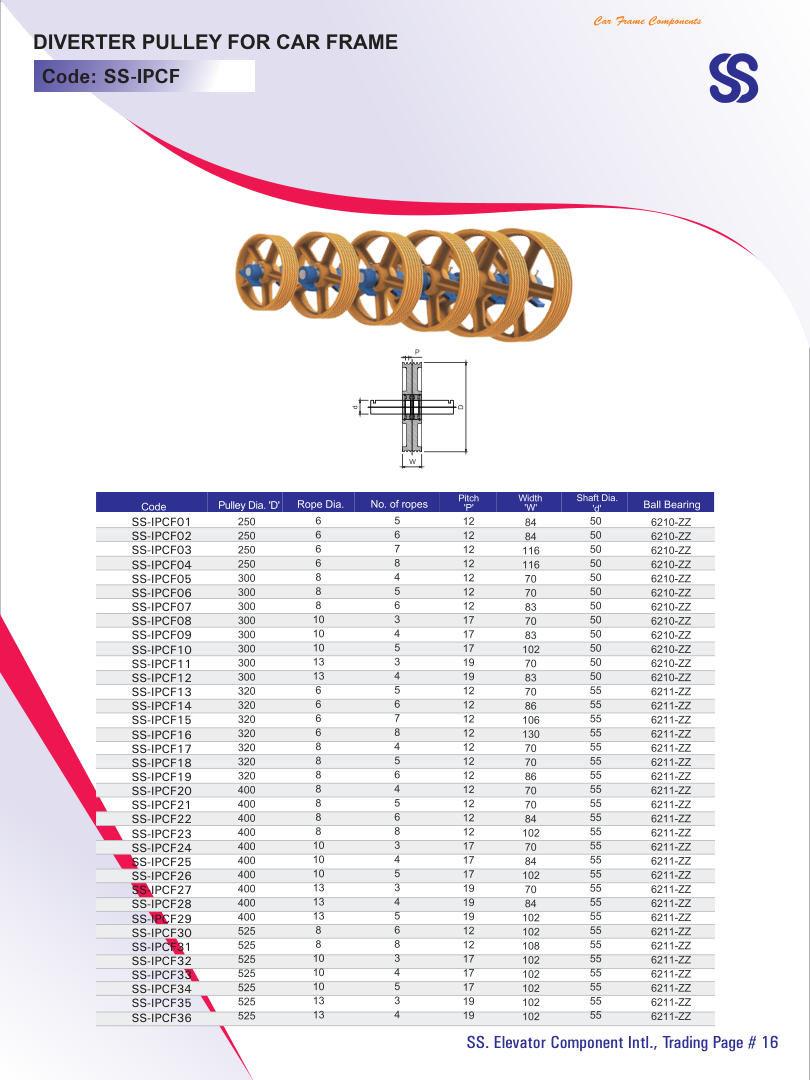 Car Frame Components
DIVERTER PULLEY FOR CAR FRAME
Code: SS-IPCF
SS
P
d
D
W
Code Pulley Dia. 'D' Rope Dia. No. of ropes Pitch 'P' Width 'W' Shaft Dia. 'd' Ball Bearing
SS-IPCF01 250 6 5 12 84 50 6210-ZZ
SS-IPCF02 250 6 6 12 84 50 6210-ZZ
SS-IPCF03 250 6 7 12 116 50 6210-ZZ
SS-IPCF04 250 6 8 12 116 50 6210-ZZ
SS-IPCF05 300 8 4 12 70 50 6210-ZZ
SS-IPCF06 300 8 5 12 70 50 6210-ZZ
SS-IPCF07 300 8 6 12 83 50 6210-ZZ
SS-IPCF08 300 10 3 17 70 50 6210-ZZ
SS-IPCF09 300 10 4 17 83 50 6210-ZZ
SS-IPCF10 300 10 5 17 102 50 6210-ZZ
SS-IPCF11 300 13 3 19 70 50 6210-ZZ
SS-IPCF12 300 13 4 19 83 50 6210-ZZ
SS-IPCF13 320 6 5 12 70 55 6211-ZZ
SS-IPCF14 320 6 6 12 86 55 6211-ZZ
SS-IPCF15 320 6 7 12 106 55 6211-ZZ
SS-IPCF16 320 6 8 12 130 55 6211-ZZ
SS-IPCF17 320 8 4 12 70 55 6211-ZZ
SS-IPCF18 320 8 5 12 70 55 6211-ZZ
SS-IPCF19 320 8 6 12 86 55 6211-ZZ
SS-IPCF20 400 8 4 12 70 55 6211-ZZ
SS-IPCF21 400 8 5 12 70 55 6211-ZZ
SS-IPCF22 400 8 6 12 84 55 6211-ZZ
SS-IPCF23 400 8 8 12 102 55 6211-ZZ
SS-IPCF24 400 10 3 17 70 55 6211-ZZ
SS-IPCF25 400 10 4 17 84 55 6211-ZZ
SS-IPCF26 400 10 5 17 102 55 6211-ZZ
SS-IPCF27 400 13 3 19 70 55 6211-ZZ
SS-IPCF28 400 13 4 19 84 55 6211-ZZ
SS-IPCF29 400 13 5 19 102 55 6211-ZZ
SS-IPCF30 525 8 6 12 102 55 6211-ZZ
SS-IPCF31 525 8 8 12 108 55 6211-ZZ
SS-IPCF32 525 10 3 17 102 55 6211-ZZ
SS-IPCF33 525 10 4 17 102 55 6211-ZZ
SS-IPCF34 525 10 5 17 102 55 6211-ZZ
SS-IPCF35 525 13 3 19 102 55 6211-ZZ
SS-IPCF36 525 13 4 19 102 55 6211-ZZ
SS. Elevator Component Intl., Trading Page # 16